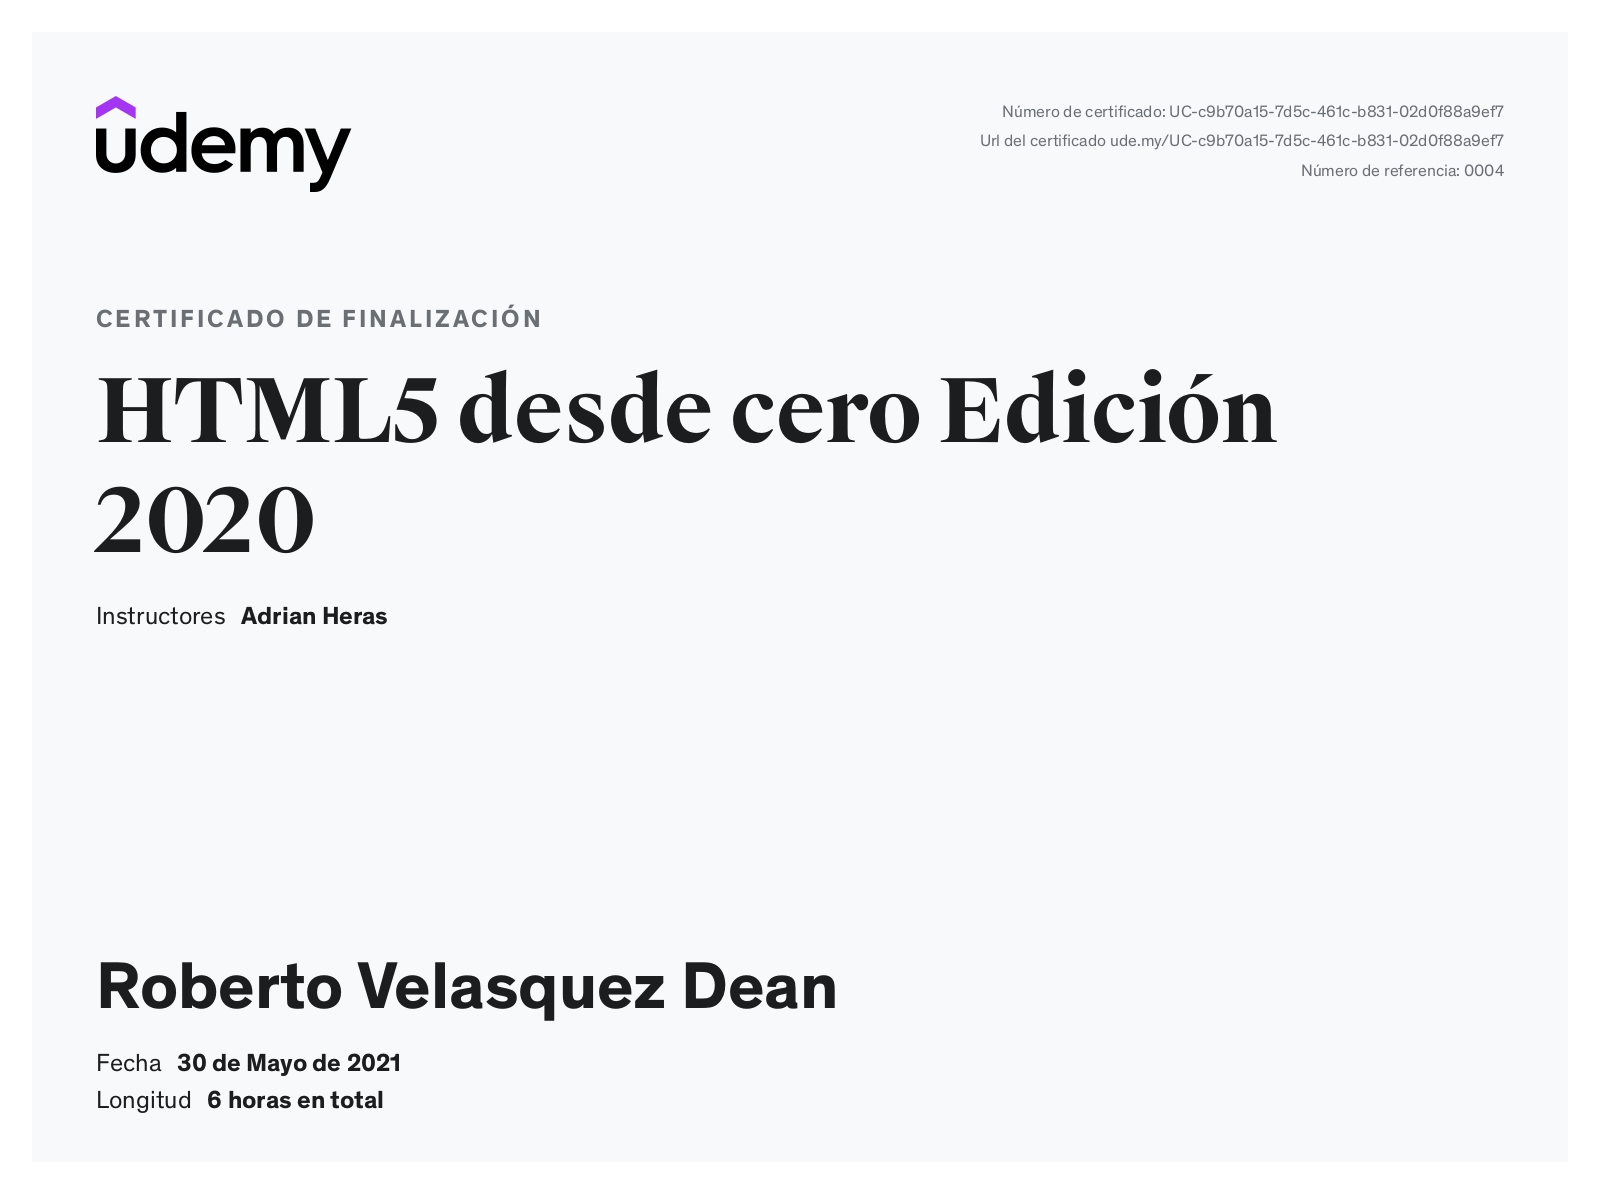 udemy
Número de certificado: UC-c9b70a15-7d5c-461c-b831-02d0f88a9ef7
Url del certificado ude.my/UC-c9b70a15-7d5c-461c-b831-02d0f88a9ef7
Número de referencia: 0004
CERTIFICADO DE FINALIZACIÓN
HTML5 desde cero Edición
2020
Instructores Adrian Heras
Roberto Velasquez Dean
Fecha 30 de Mayo de 2021
Longitud 6 horas en total